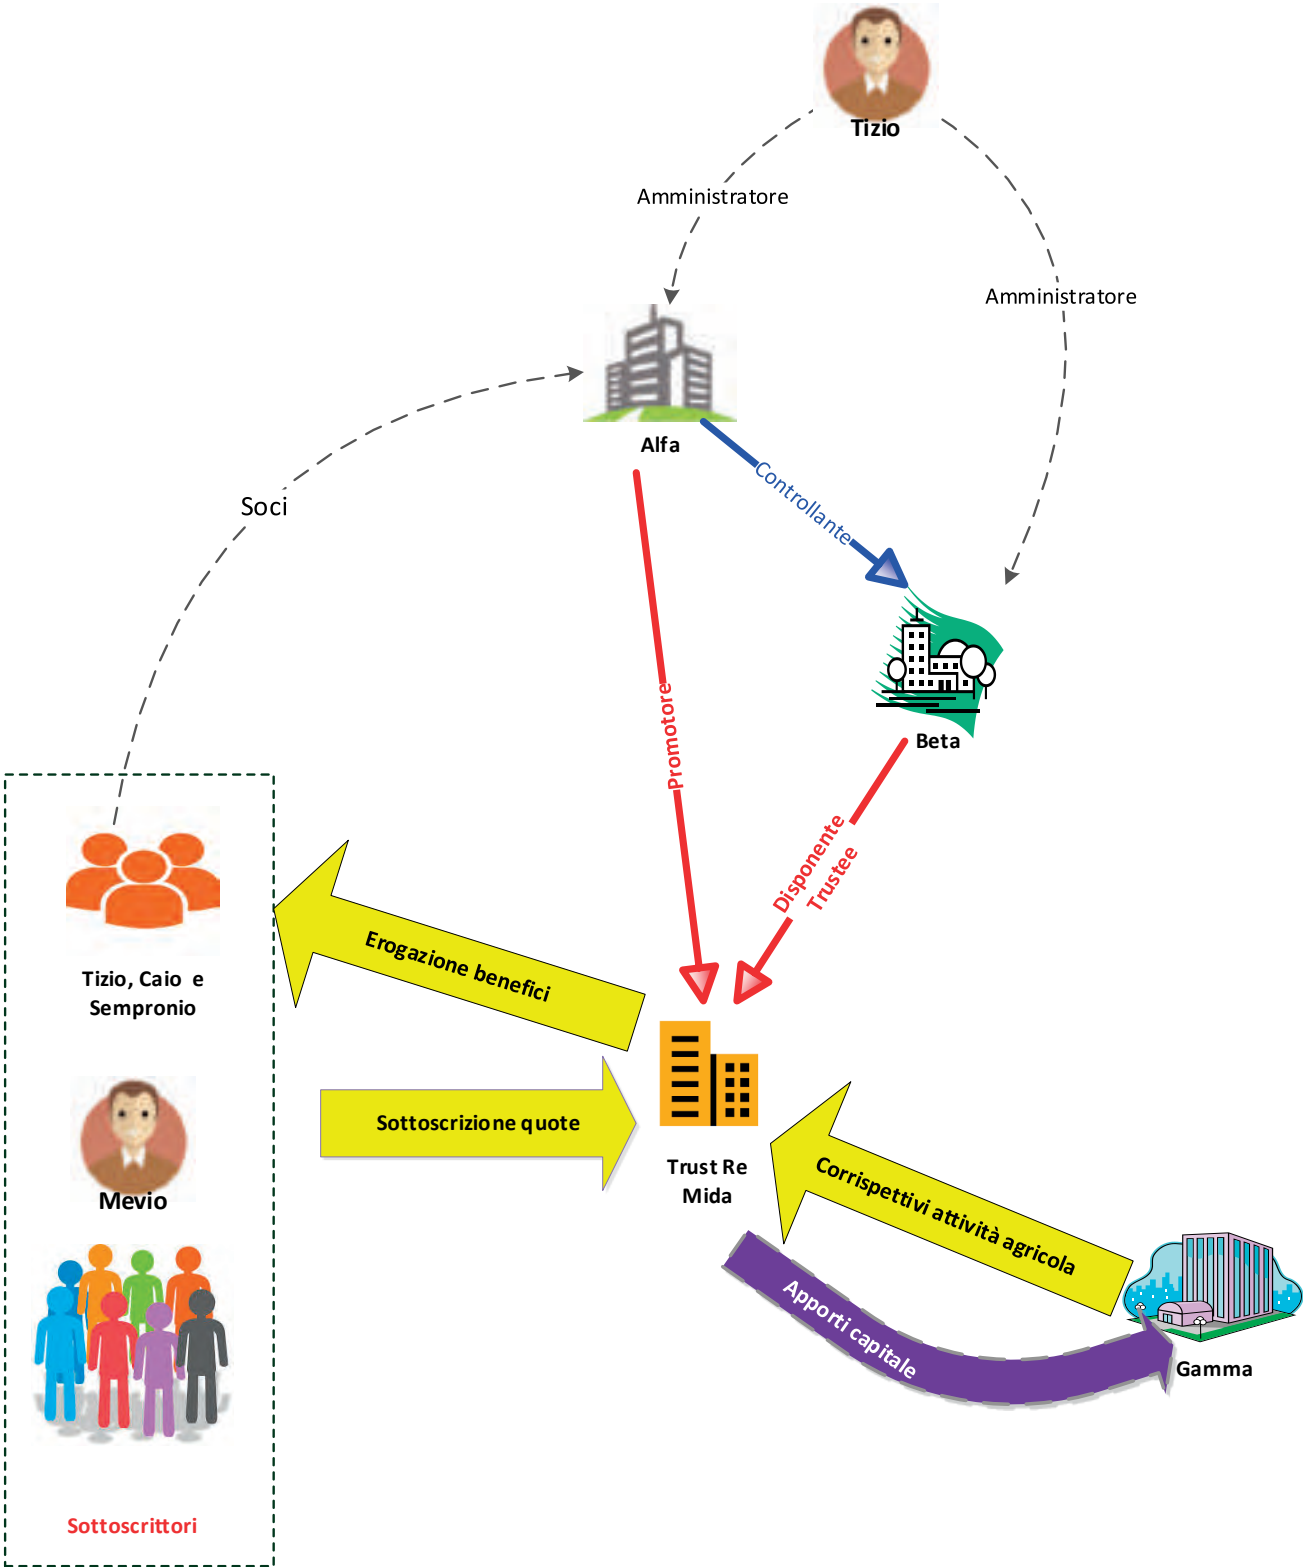 Tizio
Amministratore
Amministratore
Alfa
Controllante
Soci
Promotore
Beta
Disponente
Trustee
Erogazione benefici
Tizio, Caio e
Sempronio
Sottoscrizione quote
Mevio
Trust Re
Mida
Corrispettivi attività agricola
Apporti capitale
Gamma
Sottoscrittori